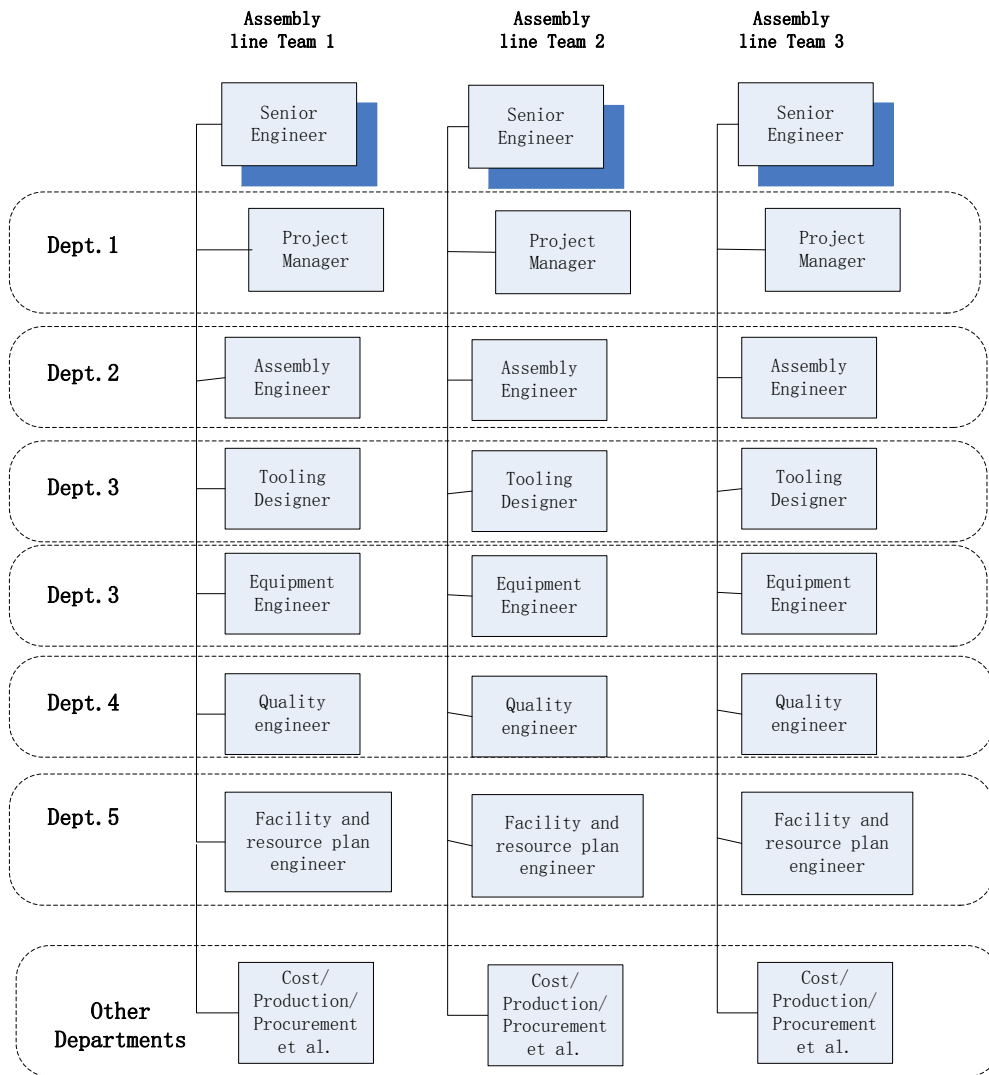 Assembly
line Team 1
Assembly
line Team 2
Assembly
line Team 3
Senior
Engineer
Senior
Engineer
Senior
Engineer
Dept.1
Project
Manager
Project
Manager
Project
Manager
Dept.2
Assembly
Engineer
Assembly
Engineer
Assembly
Engineer
Dept.3
Tooling
Designer
Tooling
Designer
Tooling
Designer
Dept.3
Equipment
Engineer
Equipment
Engineer
Equipment
Engineer
Dept.4
Quality
engineer
Quality
engineer
Quality
engineer
Dept.5
Facility and
resource plan
engineer
Facility and
resource plan
engineer
Facility and
resource plan
engineer
Other
Departments
Cost/
Production/
Procurement
et al.
Cost/
Production/
Procurement
et al.
Cost/
Production/
Procurement
et al.